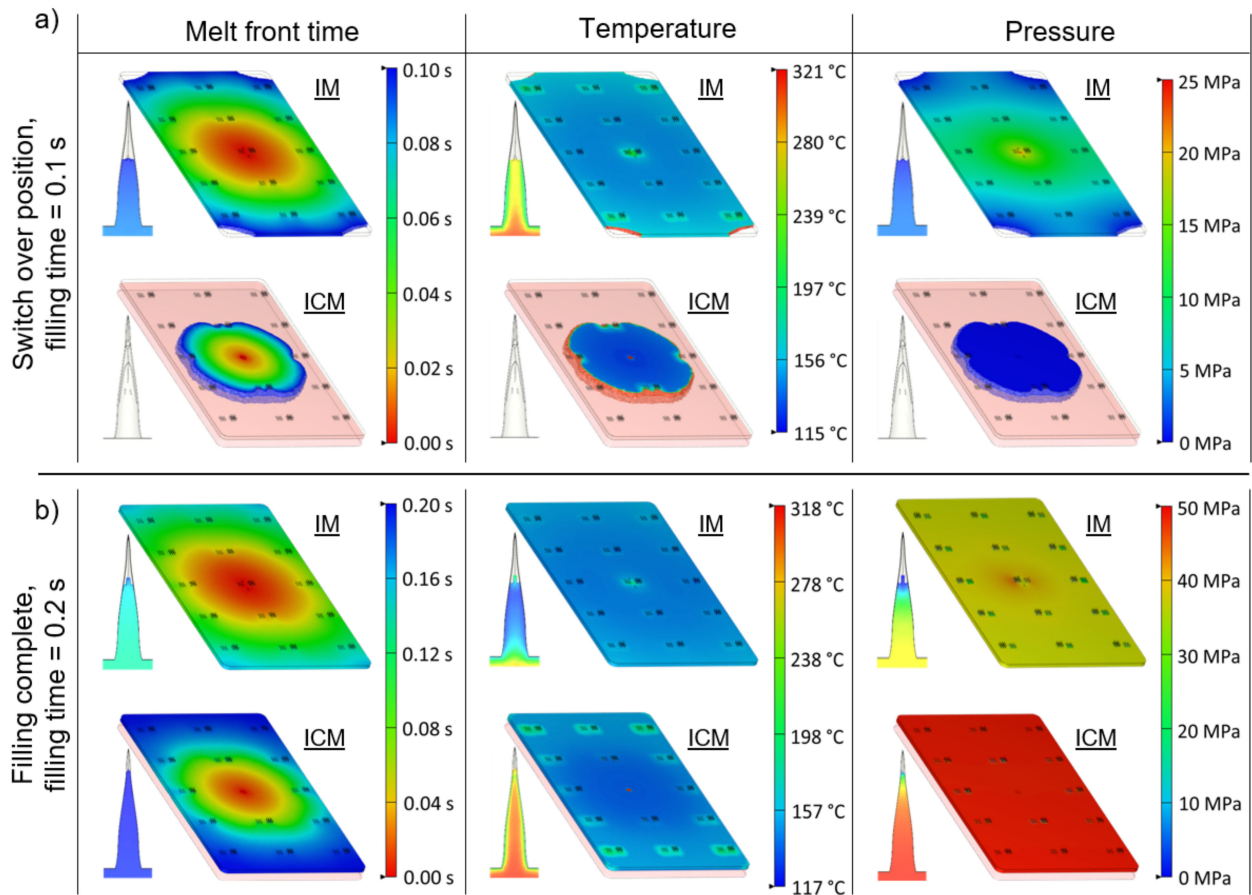 a)
Melt front time
Temperature
Pressure
Switch over position,
filling time = 0.1 s
IM
0.10 s
0.08 s
0.06 s
0.04 s
0.02 s
0.00 s
ICM
IM
321 °C
280 °C
239 °C
197 °C
156 °C
115 °C
ICM
IM
25 MPa
20 MPa
15 MPa
10 MPa
5 MPa
0 MPa
ICM
b)
Filling complete,
filling time = 0.2 s
IM
0.20 s
0.16 s
0.12 s
0.08 s
0.04 s
0.00 s
ICM
IM
318 °C
278 °C
238 °C
198 °C
157 °C
117 °C
ICM
IM
50 MPa
40 MPa
30 MPa
20 MPa
10 MPa
0 MPa
ICM